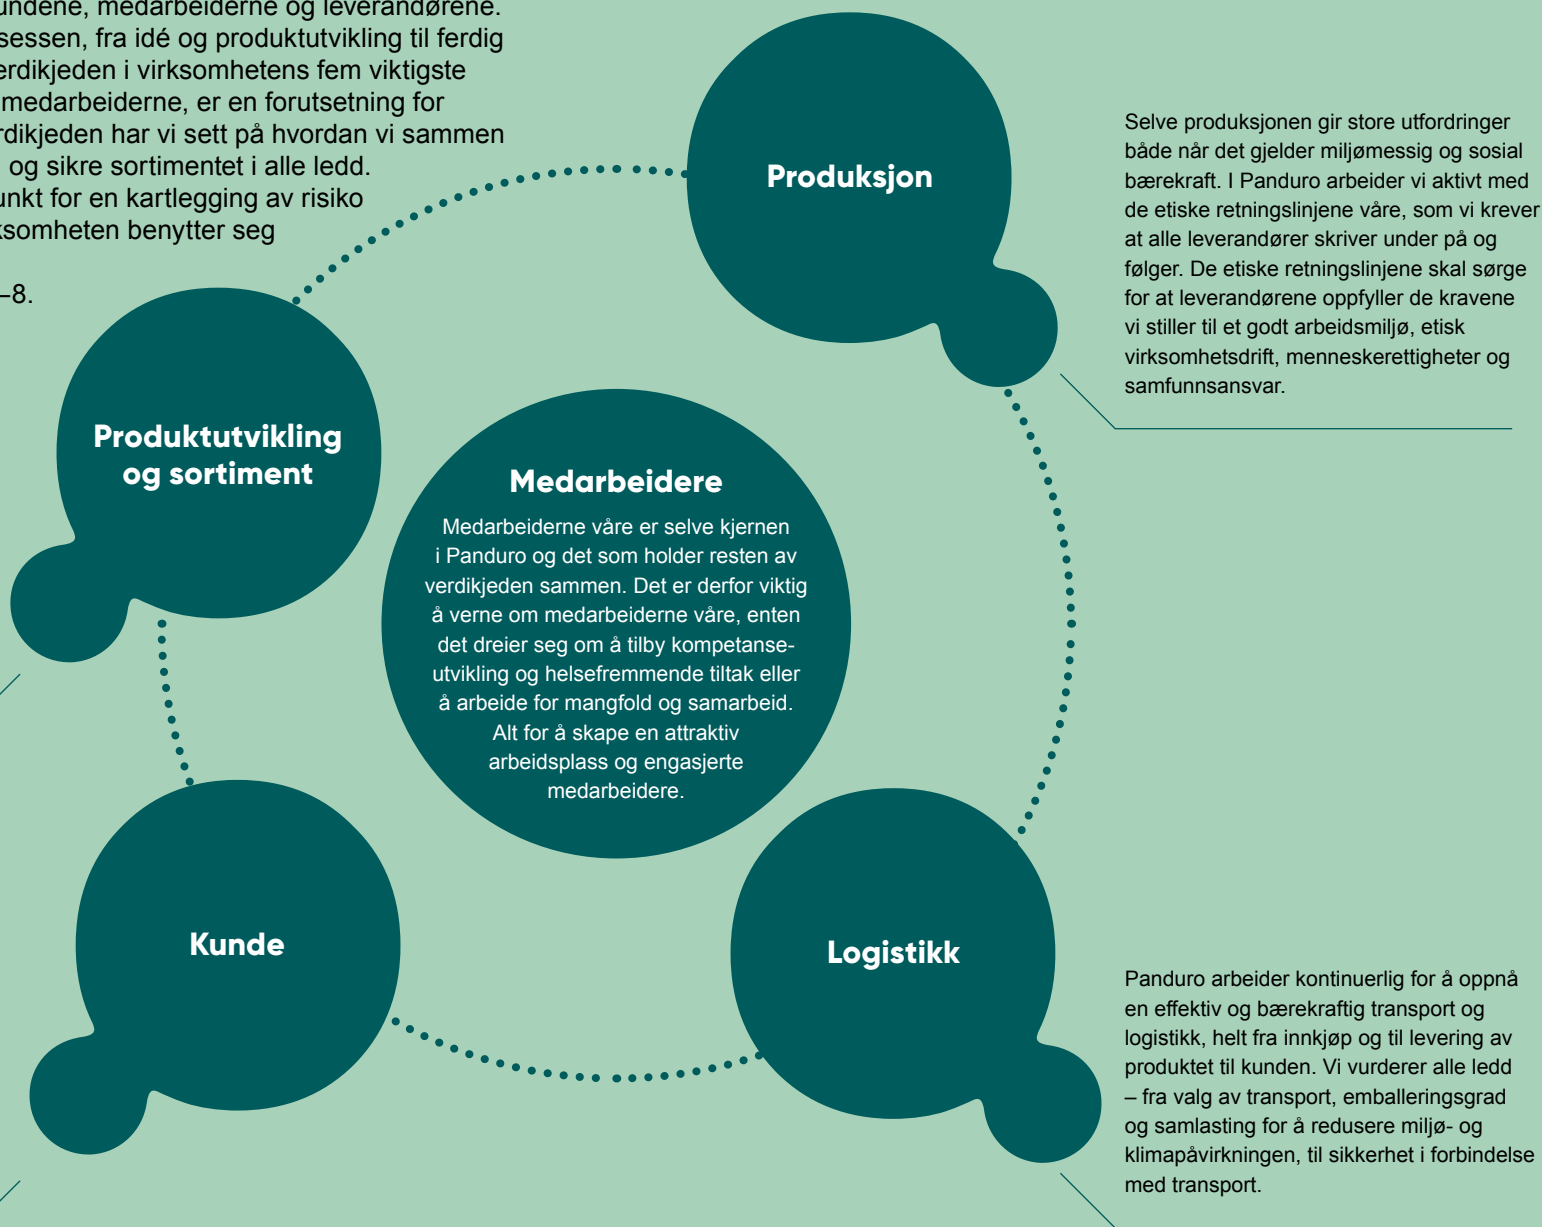 undene, medarbeiderne og leverandørene.
sessen, fra idé og produktutvikling til ferdig
erdikjeden i virksomhetens fem viktigste
medarbeiderne, er en forutsetning for
rdikjeden har vi sett på hvordan vi sammen
og sikre sortimentet i alle ledd.
unkt for en kartlegging av risiko
ksomheten benytter seg
–8.
Produksjon
Selve produksjonen gir store utfordringer
både når det gjelder miljømessig og sosial
bærekraft. I Panduro arbeider vi aktivt med
de etiske retningslinjene våre, som vi krever
at alle leverandører skriver under på og
følger. De etiske retningslinjene skal sørge
for at leverandørene oppfyller de kravene
vi stiller til et godt arbeidsmiljø, etisk
virksomhetsdrift, menneskerettigheter og
samfunnsansvar.
Produktutvikling
og sortiment
Medarbeidere
Medarbeiderne våre er selve kjernen
i Panduro og det som holder resten av
verdikjeden sammen. Det er derfor viktig
å verne om medarbeiderne våre, enten
det dreier seg om å tilby kompetanse-
utvikling og helsefremmende tiltak eller
å arbeide for mangfold og samarbeid.
Alt for å skape en attraktiv
arbeidsplass og engasjerte
medarbeidere.
Kunde
Logistikk
Panduro arbeider kontinuerlig for å oppnå
en effektiv og bærekraftig transport og
logistikk, helt fra innkjøp og til levering av
produktet til kunden. Vi vurderer alle ledd
– fra valg av transport, emballeringsgrad
og samlasting for å redusere miljø- og
klimapåvirkningen, til sikkerhet i forbindelse
med transport.